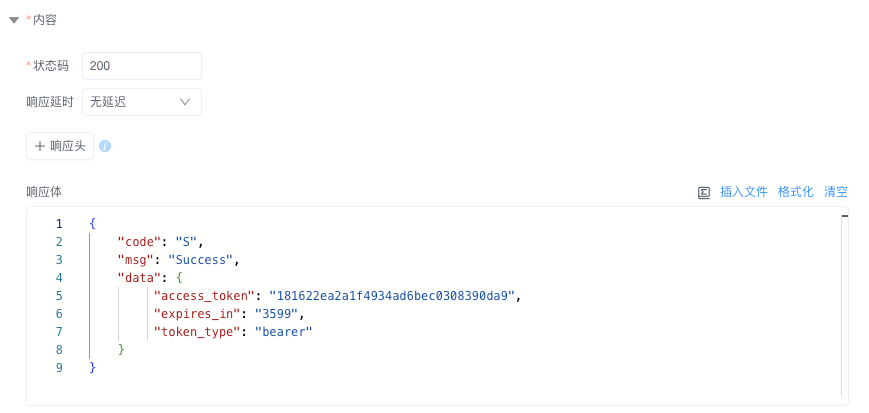 *内容
*状态码 200
响应延时 无延迟
+ 响应头 i
响应体 插入文件 格式化 清空
1 {
2 "code": "S",
3 "msg": "Success",
4 "data": {
5 "access_token": "181622ea2a1f4934ad6bec0308390da9",
6 "expires_in": "3599",
7 "token_type": "bearer"
8 }
9 }